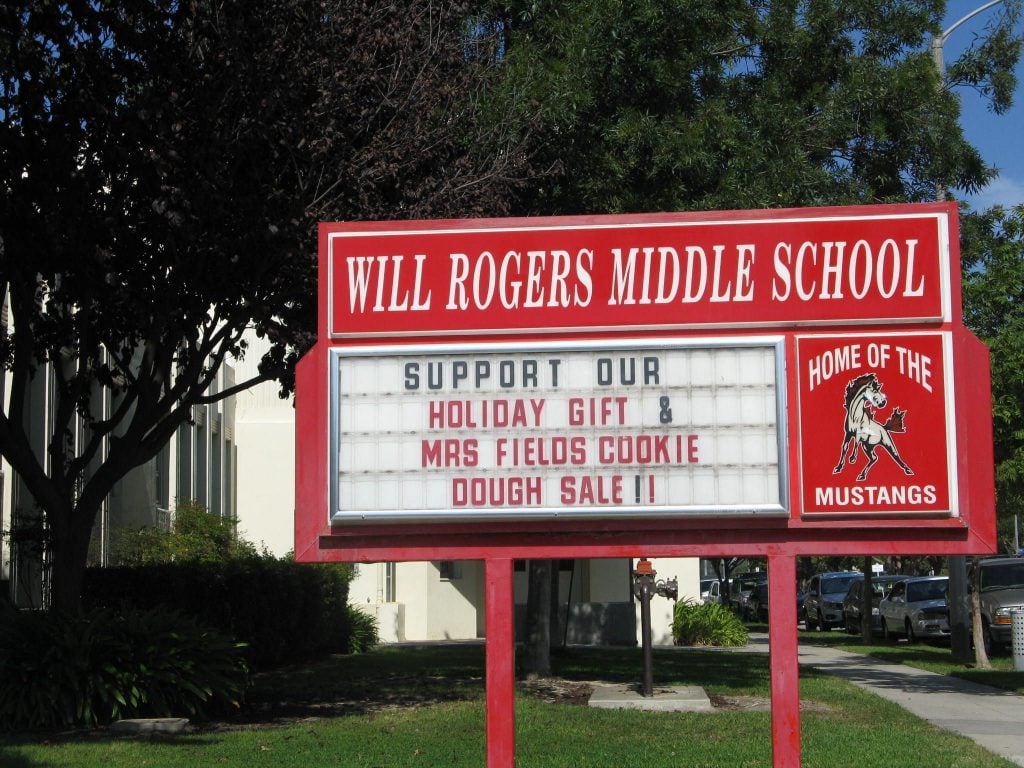 WILL ROGERS MIDDLE SCHOOL
SUPPORT OUR
HOLIDAY GIFT &
MRS FIELDS COOKIE
DOUGH SALE!!
HOME OF THE
MUSTANGS